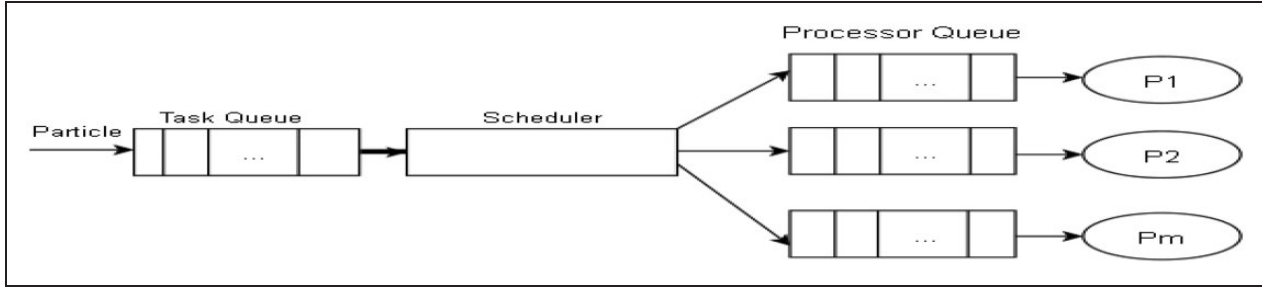 Processor Queue
... P1
Particle Task Queue Scheduler
...
... P2
... Pm